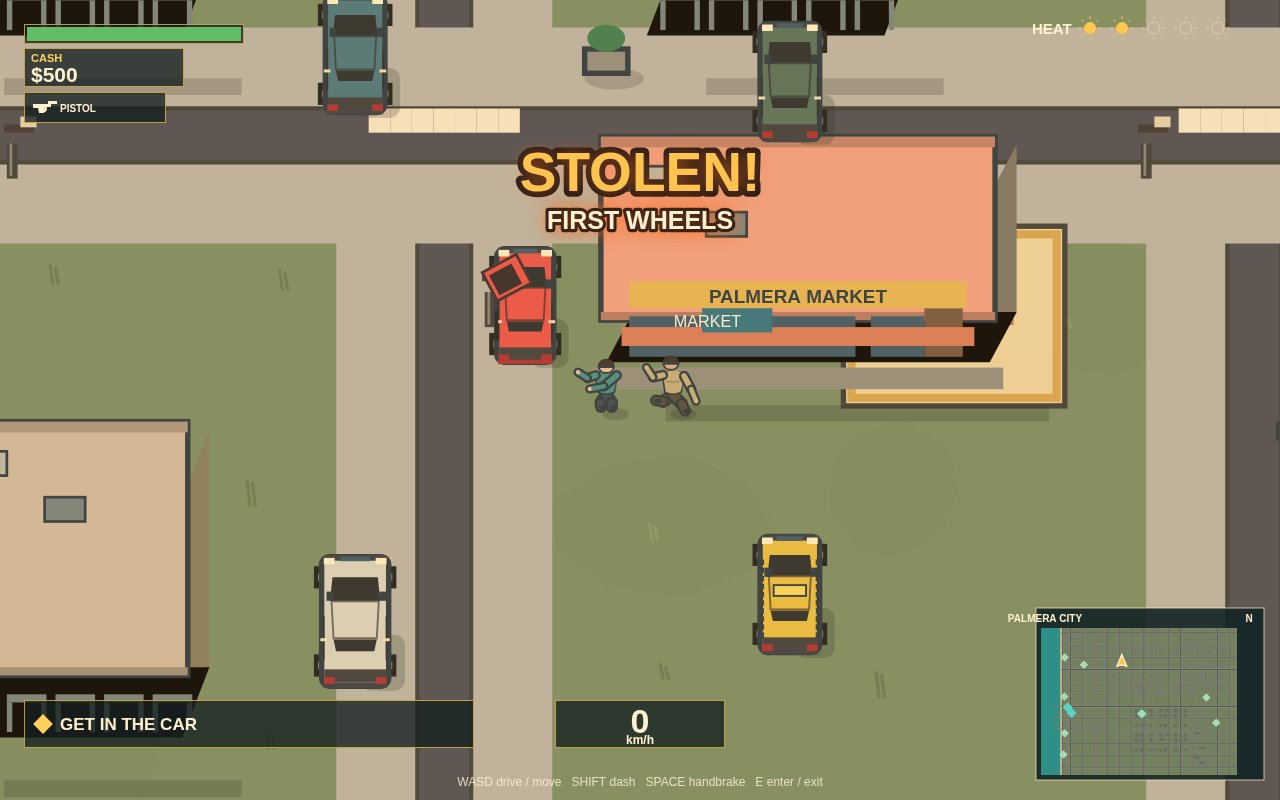 HEAT
CASH
$500
PISTOL
STOLEN!
FIRST WHEELS
PALMERA MARKET
MARKET
PALMERA CITY N
GET IN THE CAR
0
km/h
WASD drive / move SHIFT dash SPACE handbrake E enter / exit